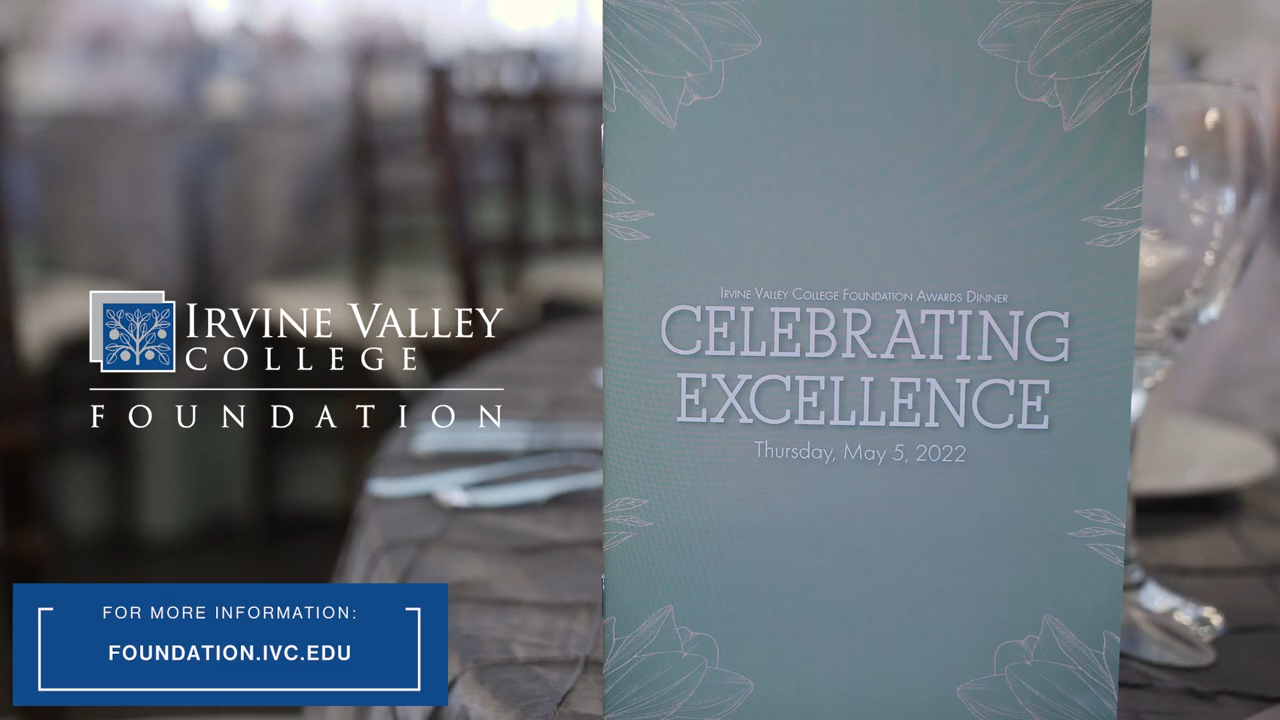 IRVINE VALLEY
COLLEGE
FOUNDATION
FOR MORE INFORMATION:
FOUNDATION.IVC.EDU
IRVINE VALLEY COLLEGE FOUNDATION AWARDS DINNER
CELEBRATING
EXCELLENCE
Thursday, May 5, 2022